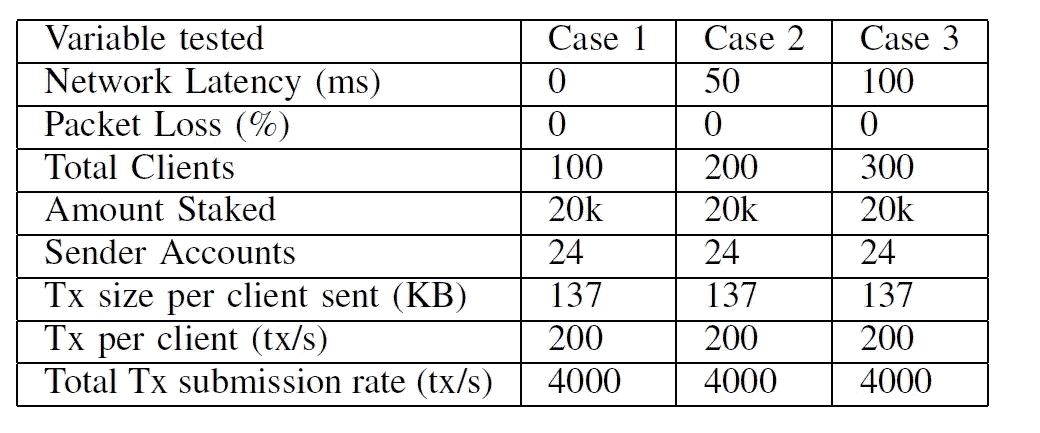 Variable tested Case 1 Case 2 Case 3
Network Latency (ms) 0 50 100
Packet Loss (%) 0 0 0
Total Clients 100 200 300
Amount Staked 20k 20k 20k
Sender Accounts 24 24 24
Tx size per client sent (KB) 137 137 137
Tx per client (tx/s) 200 200 200
Total Tx submission rate (tx/s) 4000 4000 4000